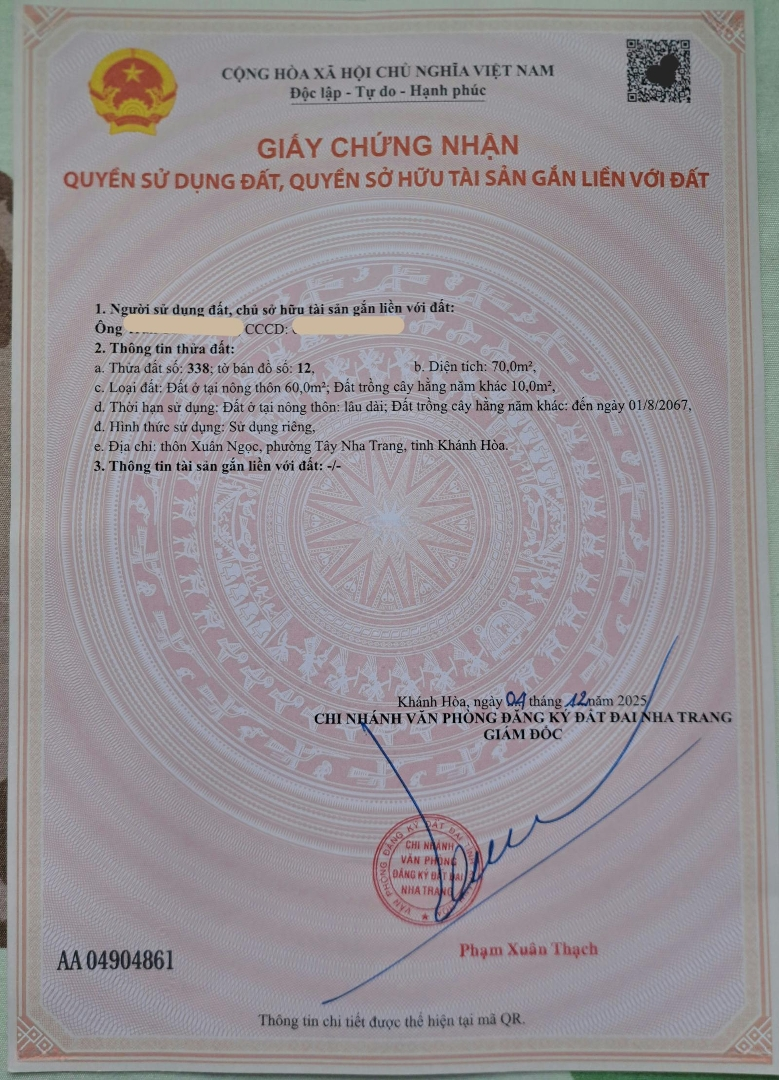 CỘNG HÒA XÃ HỘI CHỦ NGHĨA VIỆT NAM
Độc lập - Tự do - Hạnh phúc
GIẤY CHỨNG NHẬN
QUYỀN SỬ DỤNG ĐẤT, QUYỀN SỞ HỮU TÀI SẢN GẮN LIỀN VỚI ĐẤT
1. Người sử dụng đất, chủ sở hữu tài sản gắn liền với đất:
Ông CCCD:
2. Thông tin thửa đất:
a. Thửa đất số: 338; tờ bản đồ số: 12, b. Diện tích: 70,0m²,
c. Loại đất: Đất ở tại nông thôn 60,0m²; Đất trồng cây hằng năm khác 10,0m²,
d. Thời hạn sử dụng: Đất ở tại nông thôn: lâu dài; Đất trồng cây hằng năm khác: đến ngày 01/8/2067,
đ. Hình thức sử dụng: Sử dụng riêng,
e. Địa chỉ: thôn Xuân Ngọc, phường Tây Nha Trang, tỉnh Khánh Hòa.
3. Thông tin tài sản gắn liền với đất: -/-
Khánh Hòa, ngày 04 tháng 12 năm 2025
CHI NHÁNH VĂN PHÒNG ĐĂNG KÝ ĐẤT ĐAI NHA TRANG
GIÁM ĐỐC
VĂN PHÒNG ĐĂNG KÝ ĐẤT ĐAI
CHI NHÁNH
VĂN PHÒNG
ĐĂNG KÝ ĐẤT ĐAI
NHA TRANG
Phạm Xuân Thạch
AA 04904861
Thông tin chi tiết được thể hiện tại mã QR.